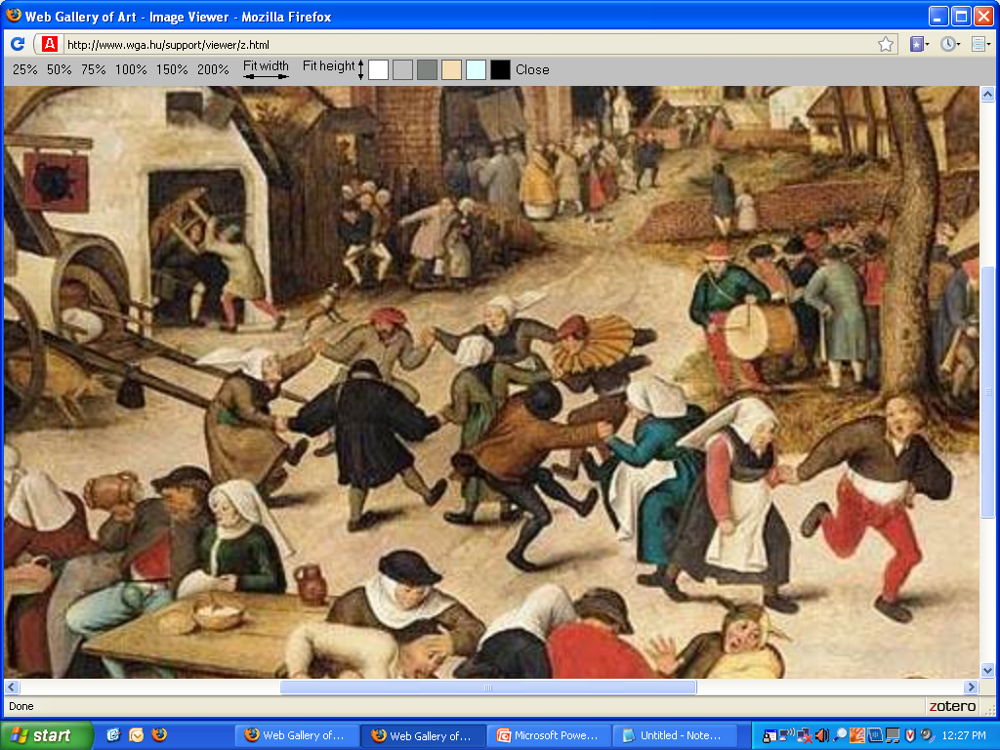 Web Gallery of Art - Image Viewer - Mozilla Firefox
http://www.wga.hu/support/viewer/z.html
25% 50% 75% 100% 150% 200% Fit width Fit height Close
Done
zotero
start Web Gallery of... Web Gallery of... Microsoft Powe... Untitled - Note... 12:27 PM